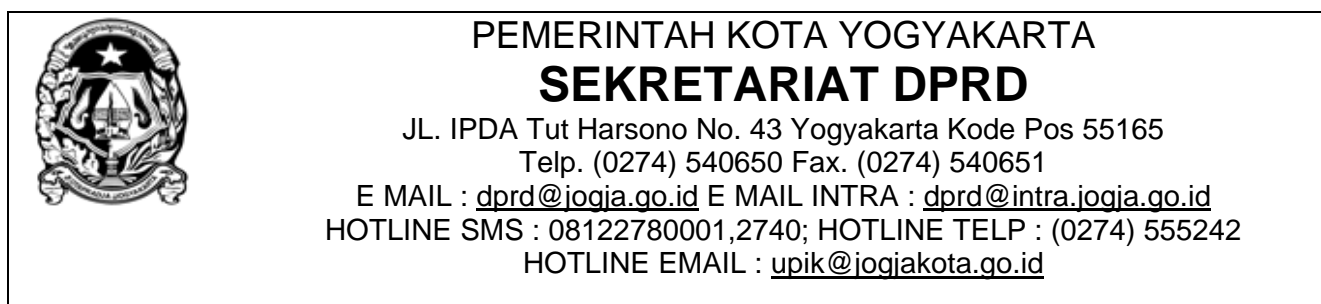 PEMERINTAH KOTA YOGYAKARTA
SEKRETARIAT DPRD
JL. IPDA Tut Harsono No. 43 Yogyakarta Kode Pos 55165
Telp. (0274) 540650 Fax. (0274) 540651
E MAIL : dprd@jogja.go.id E MAIL INTRA : dprd@intra.jogja.go.id
HOTLINE SMS : 08122780001,2740; HOTLINE TELP : (0274) 555242
HOTLINE EMAIL : upik@jogjakota.go.id